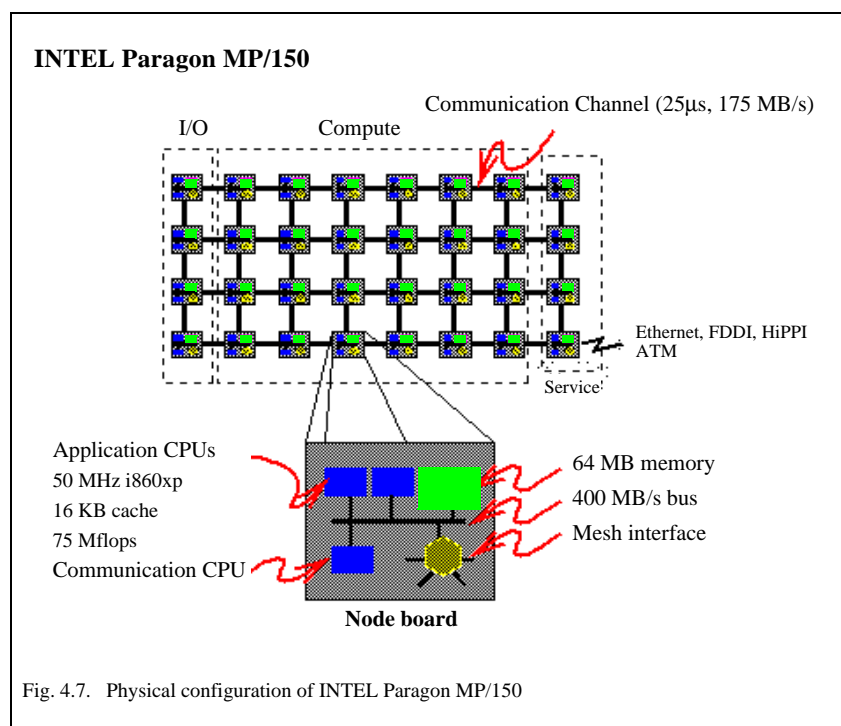 INTEL Paragon MP/150
Communication Channel (25μs, 175 MB/s)
I/O
Compute
Ethernet, FDDI, HiPPI
ATM
Service
Application CPUs
50 MHz i860xp
16 KB cache
75 Mflops
Communication CPU
64 MB memory
400 MB/s bus
Mesh interface
Node board
Fig. 4.7. Physical configuration of INTEL Paragon MP/150